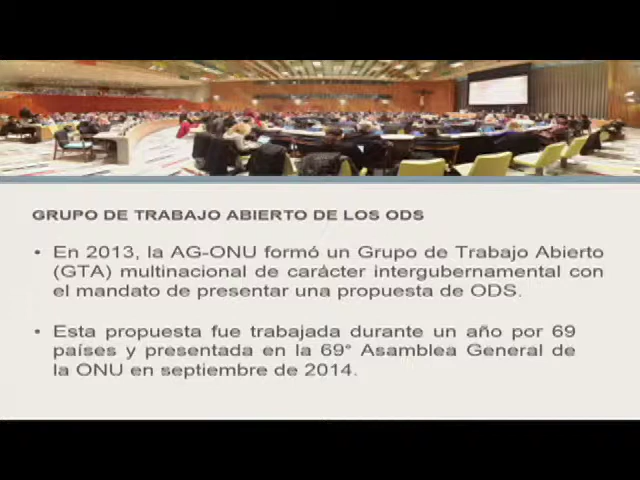 GRUPO DE TRABAJO ABIERTO DE LOS ODS
• En 2013, la AG-ONU formó un Grupo de Trabajo Abierto
(GTA) multinacional de carácter intergubernamental con
el mandato de presentar una propuesta de ODS.
• Esta propuesta fue trabajada durante un año por 69
países y presentada en la 69° Asamblea General de
la ONU en septiembre de 2014.